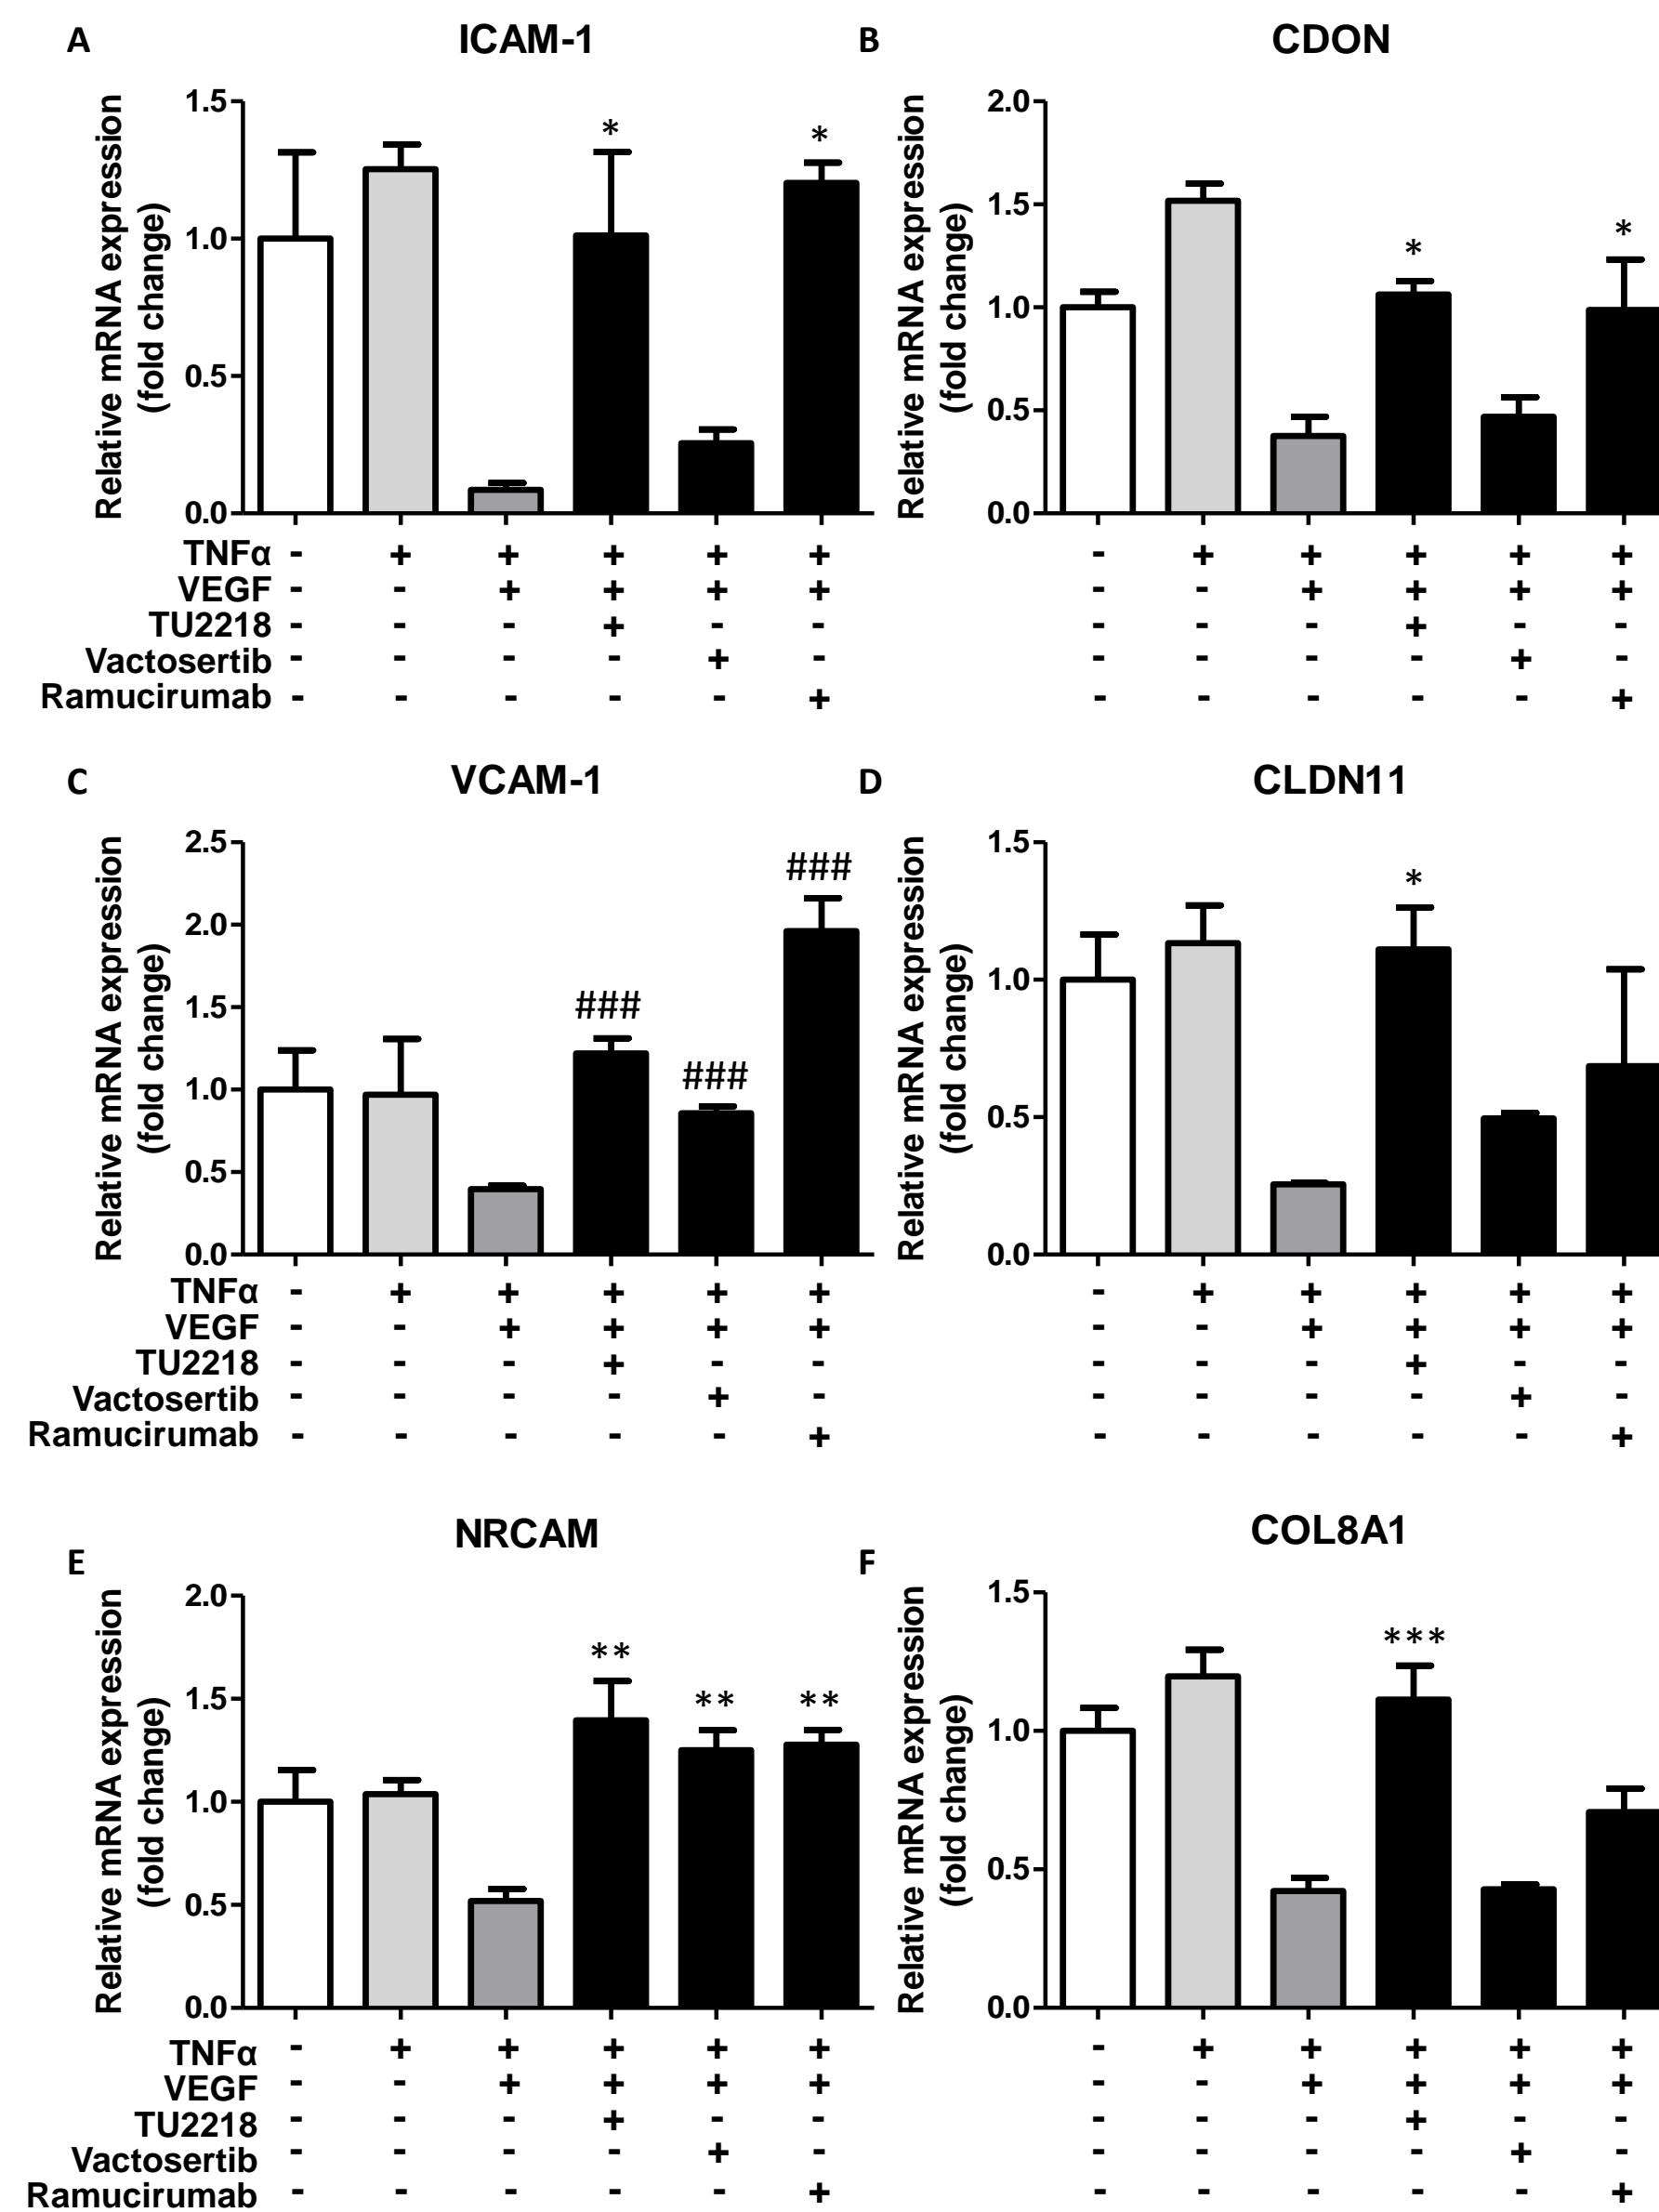 A ICAM-1
Relative mRNA expression
(fold change)
1.5
1.0
0.5
0.0
* *
TNFα - + + + + +
VEGF - - + + + +
TU2218 - - - + - -
Vactosertib - - - - + -
Ramucirumab - - - - - +
B CDON
Relative mRNA expression
(fold change)
2.0
1.5
1.0
0.5
0.0
* *
- + + + + +
- - + + + +
- - - + - -
- - - - + -
- - - - - +
C VCAM-1
Relative mRNA expression
(fold change)
2.5
2.0
1.5
1.0
0.5
0.0
### ### ###
TNFα - + + + + +
VEGF - - + + + +
TU2218 - - - + - -
Vactosertib - - - - + -
Ramucirumab - - - - - +
D CLDN11
Relative mRNA expression
(fold change)
1.5
1.0
0.5
0.0
*
- + + + + +
- - + + + +
- - - + - -
- - - - + -
- - - - - +
E NRCAM
Relative mRNA expression
(fold change)
2.0
1.5
1.0
0.5
0.0
** ** **
TNFα - + + + + +
VEGF - - + + + +
TU2218 - - - + - -
Vactosertib - - - - + -
Ramucirumab - - - - - +
F COL8A1
Relative mRNA expression
(fold change)
1.5
1.0
0.5
0.0
***
- + + + + +
- - + + + +
- - - + - -
- - - - + -
- - - - - +